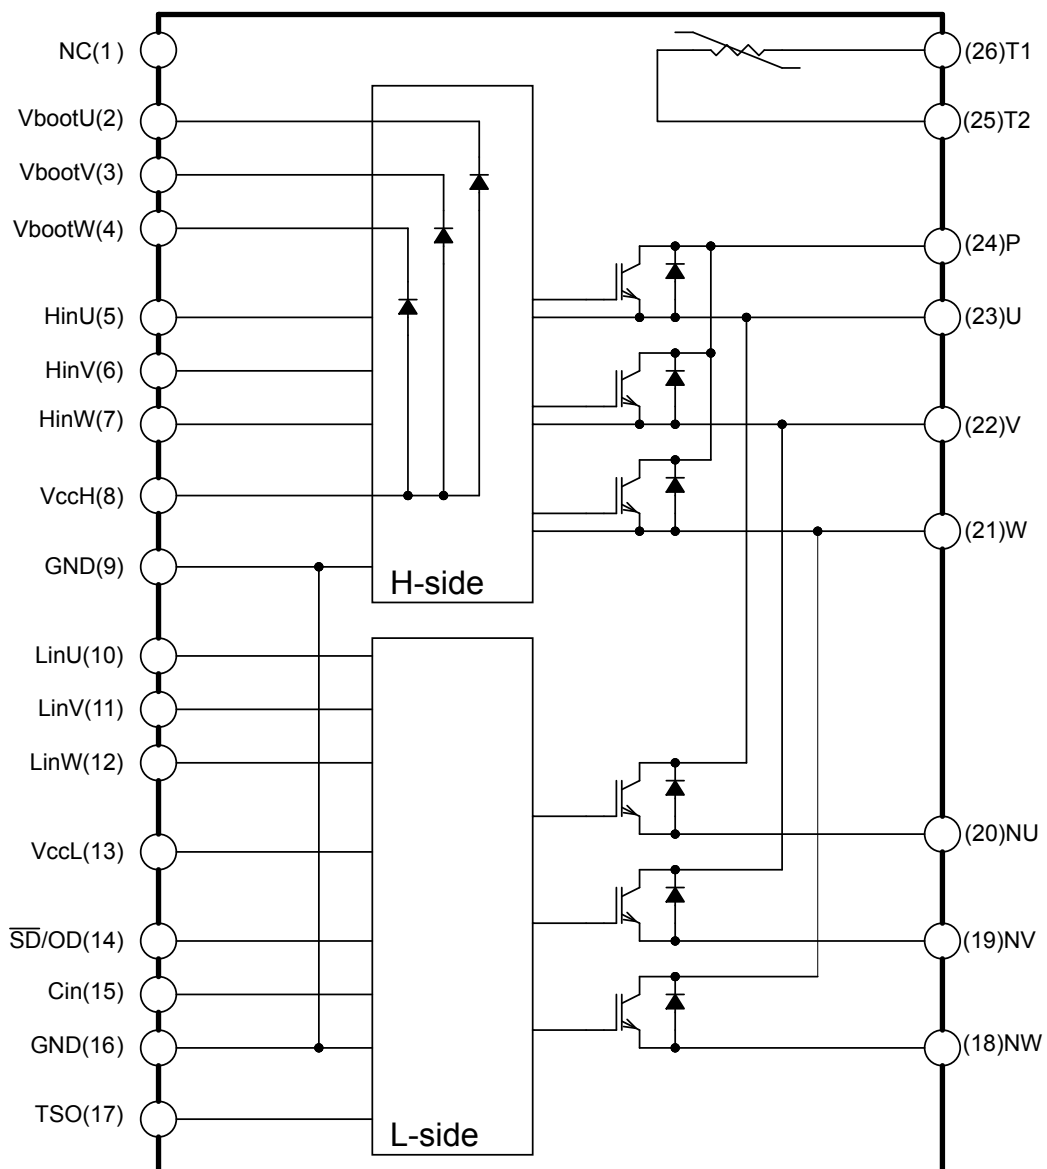 NC(1)
VbootU(2)
VbootV(3)
VbootW(4)
HinU(5)
HinV(6)
HinW(7)
VccH(8)
GND(9)
LinU(10)
LinV(11)
LinW(12)
VccL(13)
S̅D̅/OD(14)
Cin(15)
GND(16)
TSO(17)
H-side
L-side
(26)T1
(25)T2
(24)P
(23)U
(22)V
(21)W
(20)NU
(19)NV
(18)NW